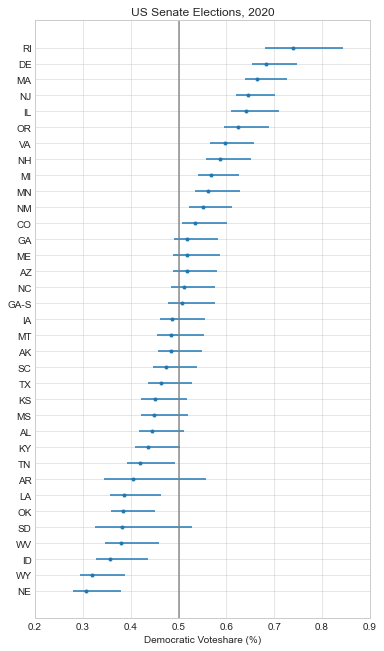 US Senate Elections, 2020
RI
DE
MA
NJ
IL
OR
VA
NH
MI
MN
NM
CO
GA
ME
AZ
NC
GA-S
IA
MT
AK
SC
TX
KS
MS
AL
KY
TN
AR
LA
OK
SD
WV
ID
WY
NE
0.2 0.3 0.4 0.5 0.6 0.7 0.8 0.9
Democratic Voteshare (%)